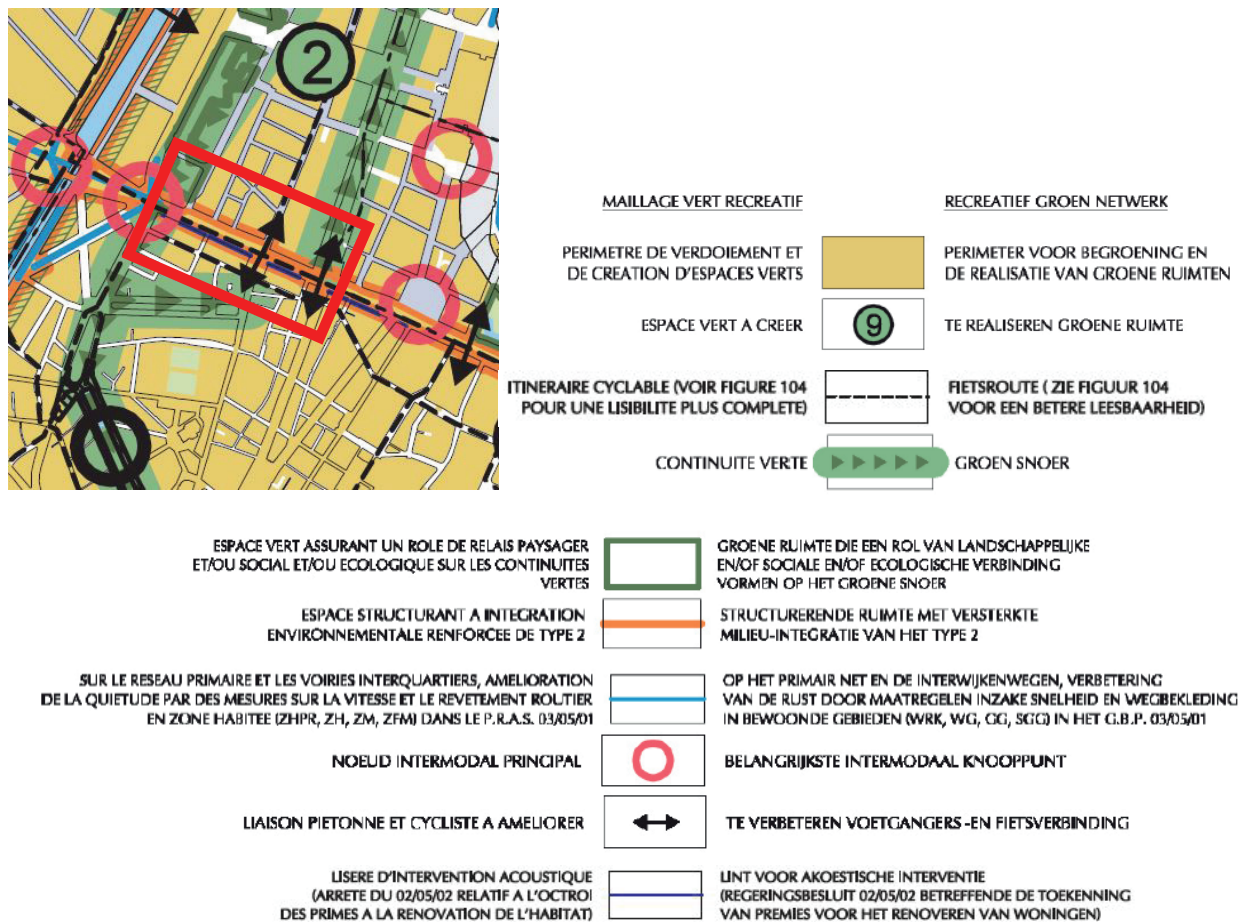 2
MAILLAGE VERT RECREATIF
RECREATIEF GROEN NETWERK
PERIMETRE DE VERDOIEMENT ET
DE CREATION D'ESPACES VERTS
PERIMETER VOOR BEGROENING EN
DE REALISATIE VAN GROENE RUIMTEN
ESPACE VERT A CREER
9
TE REALISEREN GROENE RUIMTE
ITINERAIRE CYCLABLE (VOIR FIGURE 104
POUR UNE LISIBILITE PLUS COMPLETE)
FIETSROUTE ( ZIE FIGUUR 104
VOOR EEN BETERE LEESBAARHEID)
CONTINUITE VERTE
GROEN SNOER
ESPACE VERT ASSURANT UN ROLE DE RELAIS PAYSAGER
ET/OU SOCIAL ET/OU ECOLOGIQUE SUR LES CONTINUITES
VERTES
GROENE RUIMTE DIE EEN ROL VAN LANDSCHAPPELIJKE
EN/OF SOCIALE EN/OF ECOLOGISCHE VERBINDING
VORMEN OP HET GROENE SNOER
ESPACE STRUCTURANT A INTEGRATION
ENVIRONNEMENTALE RENFORCEE DE TYPE 2
STRUCTURERENDE RUIMTE MET VERSTERKTE
MILIEU-INTEGRATIE VAN HET TYPE 2
SUR LE RESEAU PRIMAIRE ET LES VOIRIES INTERQUARTIERS, AMELIORATION
DE LA QUIETUDE PAR DES MESURES SUR LA VITESSE ET LE REVETEMENT ROUTIER
EN ZONE HABITEE (ZHPR, ZH, ZM, ZFM) DANS LE P.R.A.S. 03/05/01
OP HET PRIMAIR NET EN DE INTERWIJKENWEGEN, VERBETERING
VAN DE RUST DOOR MAATREGELEN INZAKE SNELHEID EN WEGBEKLEDING
IN BEWOONDE GEBIEDEN (WRK, WG, GG, SGG) IN HET G.B.P. 03/05/01
NOEUD INTERMODAL PRINCIPAL
BELANGRIJKSTE INTERMODAAL KNOOPPUNT
LIAISON PIETONNE ET CYCLISTE A AMELIORER
TE VERBETEREN VOETGANGERS -EN FIETSVERBINDING
LISERE D'INTERVENTION ACOUSTIQUE
(ARRETE DU 02/05/02 RELATIF A L'OCTROI
DES PRIMES A LA RENOVATION DE L'HABITAT)
LINT VOOR AKOESTISCHE INTERVENTIE
(REGERINGSBESLUIT 02/05/02 BETREFFENDE DE TOEKENNING
VAN PREMIES VOOR HET RENOVEREN VAN WONINGEN)